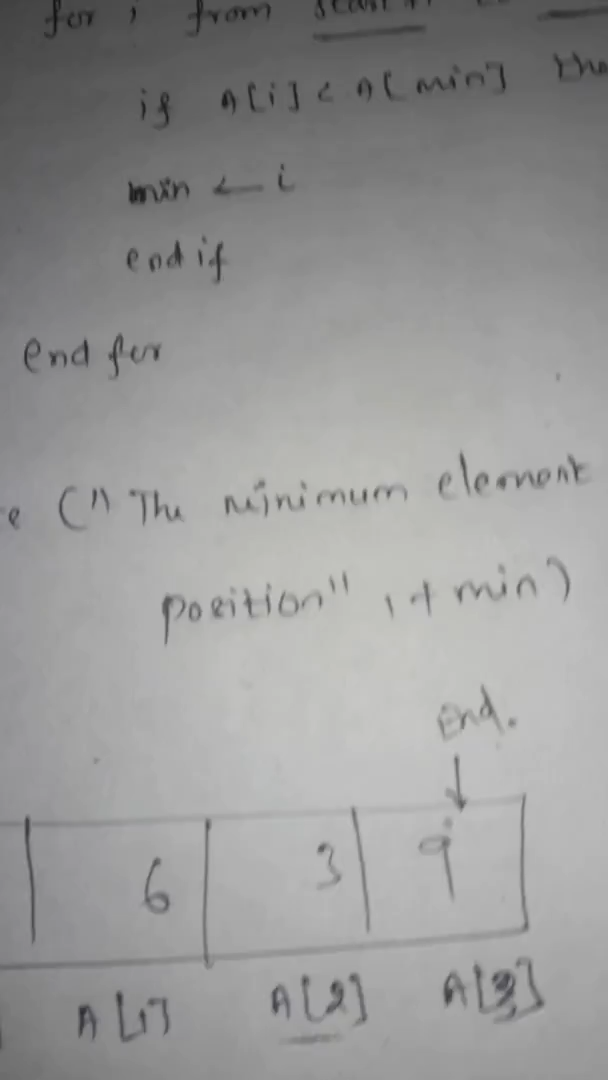 for i from start
if A[i] < A[min] the
min ← i
end if
end for
e (" The minimum element
position" , + min)
End.
6 3 9
A[1] A[2] A[3]